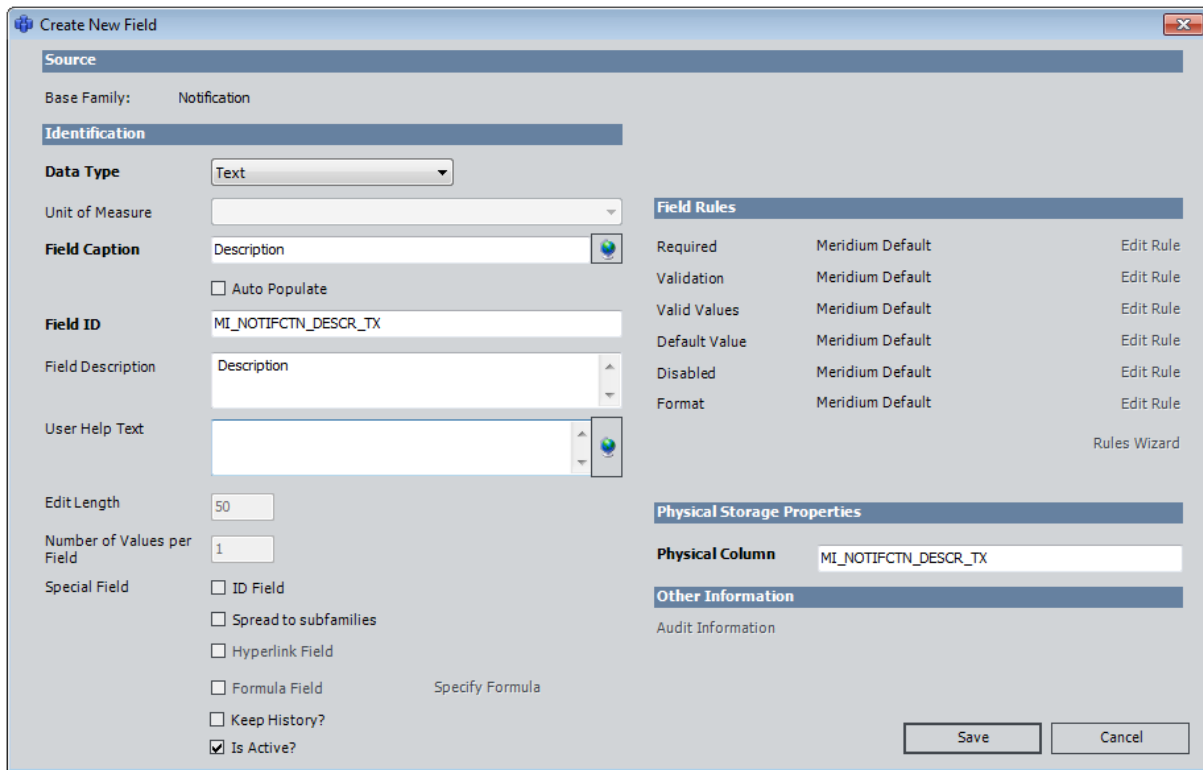 Create New Field
Source
Base Family: Notification
Identification
Data Type Text
Unit of Measure
Field Caption Description
Auto Populate
Field ID MI_NOTIFCTN_DESCR_TX
Field Description Description
User Help Text
Edit Length 50
Number of Values per
Field 1
Special Field ID Field
Spread to subfamilies
Hyperlink Field
Formula Field Specify Formula
Keep History?
Is Active?
Field Rules
Required Meridium Default Edit Rule
Validation Meridium Default Edit Rule
Valid Values Meridium Default Edit Rule
Default Value Meridium Default Edit Rule
Disabled Meridium Default Edit Rule
Format Meridium Default Edit Rule
Rules Wizard
Physical Storage Properties
Physical Column MI_NOTIFCTN_DESCR_TX
Other Information
Audit Information
Save Cancel